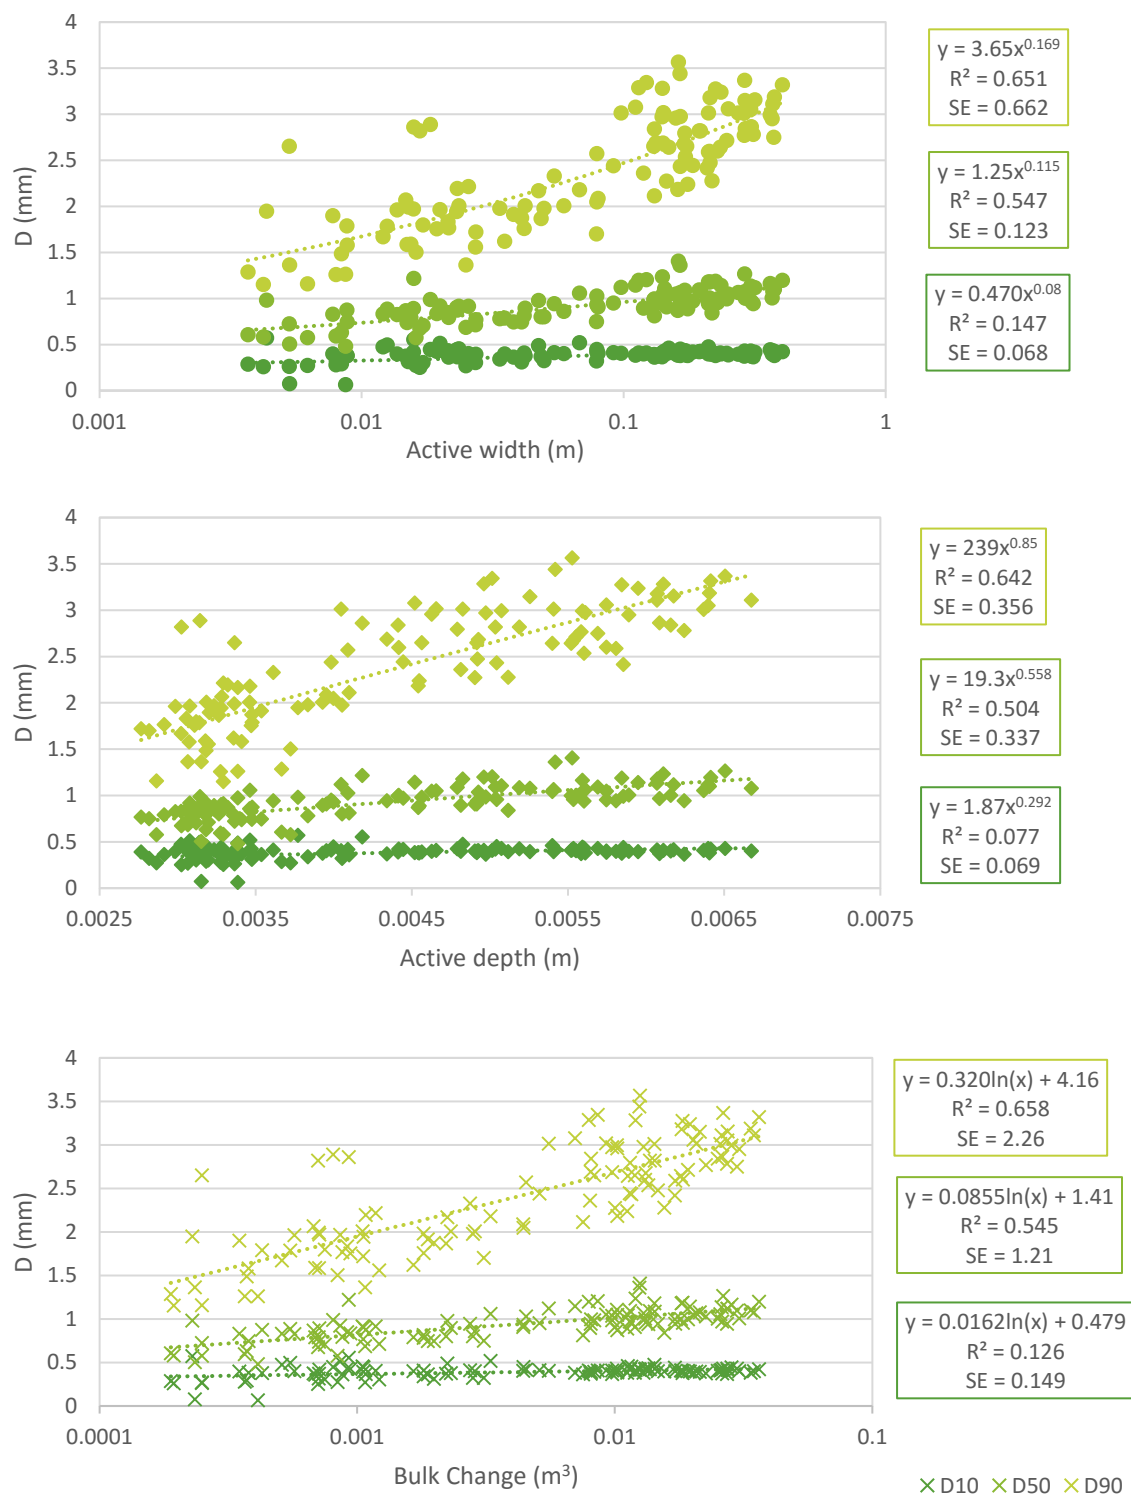 4
3.5
3
2.5
2
1.5
1
0.5
0
D (mm)
0.001
0.01
0.1
1
Active width (m)
y = 3.65x^0.169
R² = 0.651
SE = 0.662
y = 1.25x^0.115
R² = 0.547
SE = 0.123
y = 0.470x^0.08
R² = 0.147
SE = 0.068
4
3.5
3
2.5
2
1.5
1
0.5
0
D (mm)
0.0025
0.0035
0.0045
0.0055
0.0065
0.0075
Active depth (m)
y = 239x^0.85
R² = 0.642
SE = 0.356
y = 19.3x^0.558
R² = 0.504
SE = 0.337
y = 1.87x^0.292
R² = 0.077
SE = 0.069
4
3.5
3
2.5
2
1.5
1
0.5
0
D (mm)
0.0001
0.001
0.01
0.1
Bulk Change (m³)
y = 0.320ln(x) + 4.16
R² = 0.658
SE = 2.26
y = 0.0855ln(x) + 1.41
R² = 0.545
SE = 1.21
y = 0.0162ln(x) + 0.479
R² = 0.126
SE = 0.149
D10 D50 D90